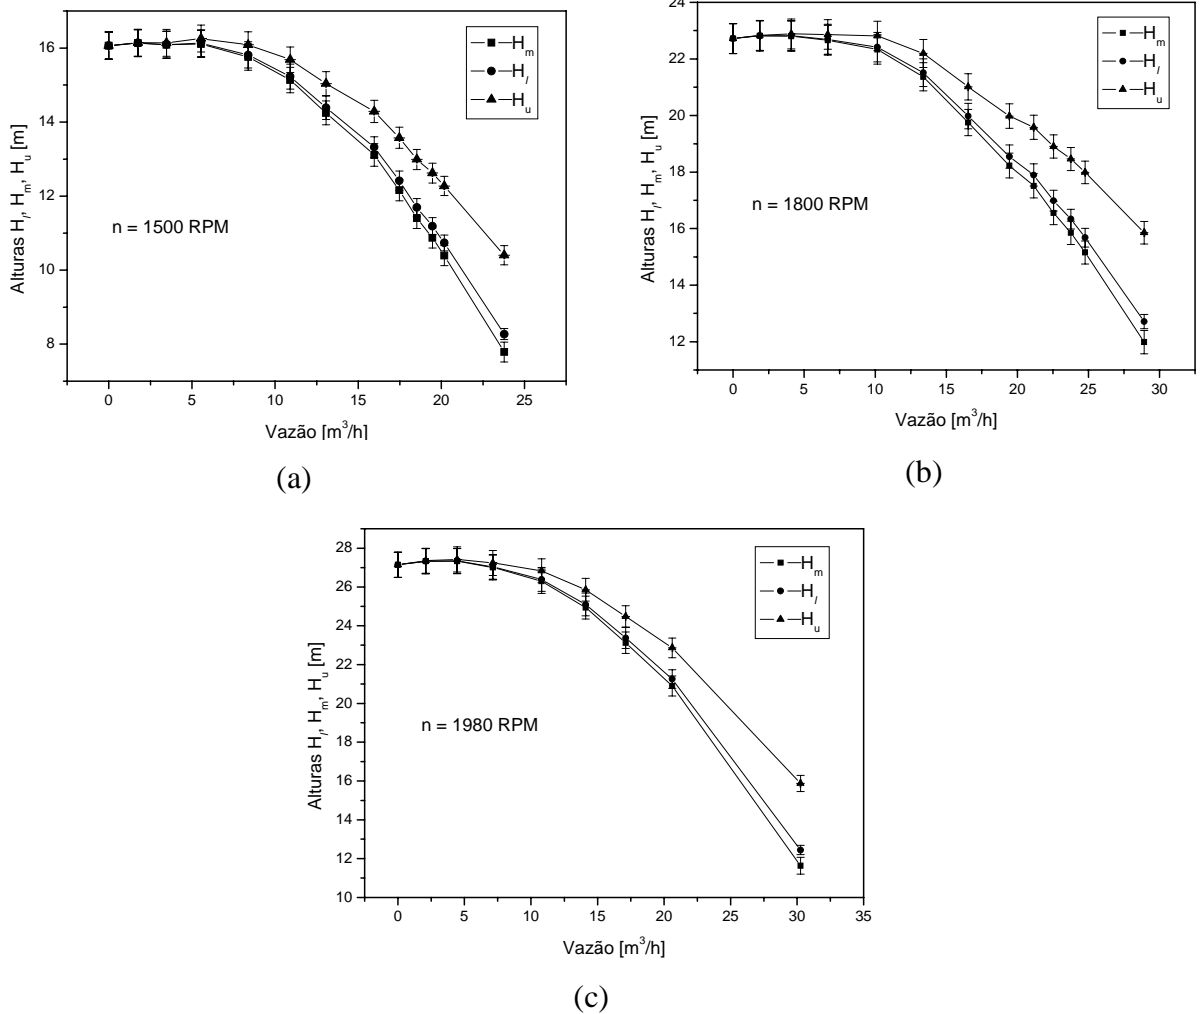 16
14
12
10
8
Alturas H_l, H_m, H_u [m]
H_m
H_l
H_u
n = 1500 RPM
0 5 10 15 20 25
Vazão [m³/h]
(a)
24
22
20
18
16
14
12
Alturas H_l, H_m, H_u [m]
H_m
H_l
H_u
n = 1800 RPM
0 5 10 15 20 25 30
Vazão [m³/h]
(b)
28
26
24
22
20
18
16
14
12
10
Alturas H_l, H_m, H_u [m]
H_m
H_l
H_u
n = 1980 RPM
0 5 10 15 20 25 30 35
Vazão [m³/h]
(c)